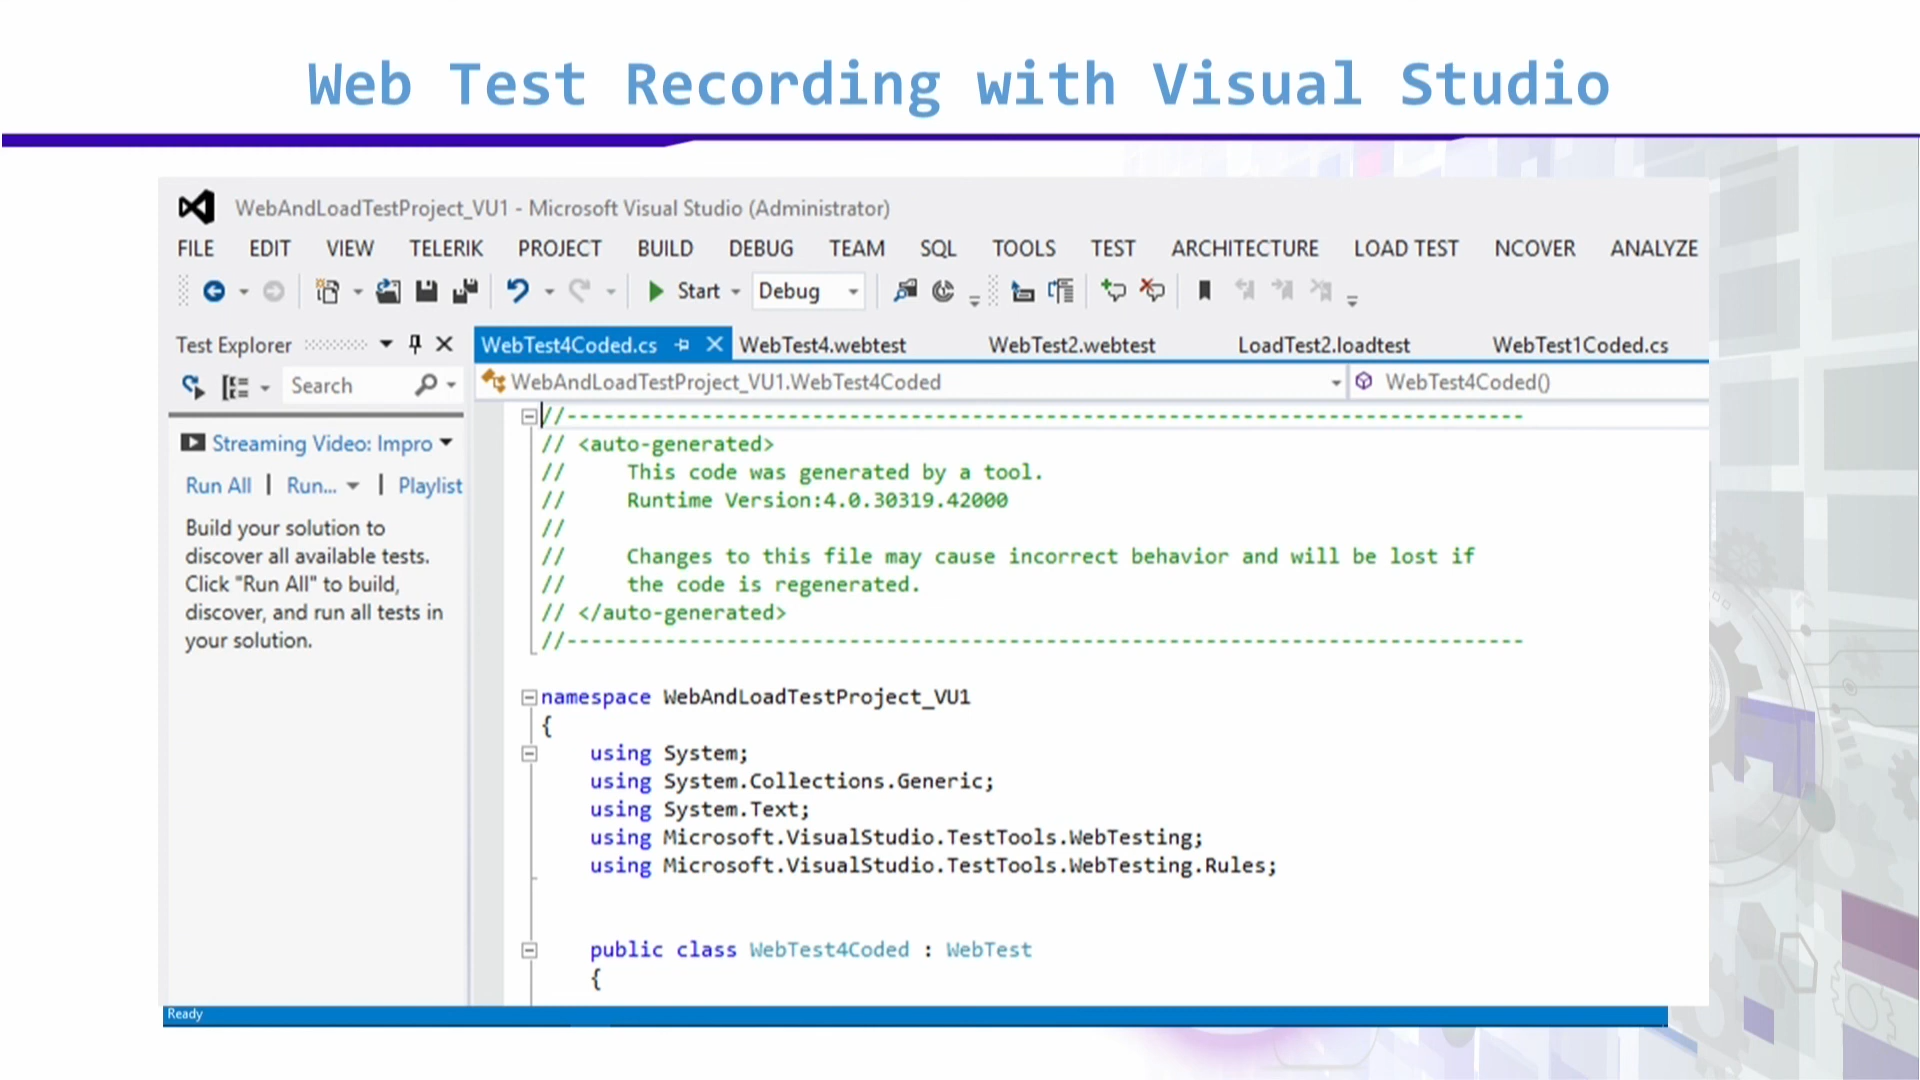 Web Test Recording with Visual Studio
WebAndLoadTestProject_VU1 - Microsoft Visual Studio (Administrator)
FILE EDIT VIEW TELERIK PROJECT BUILD DEBUG TEAM SQL TOOLS TEST ARCHITECTURE LOAD TEST NCOVER ANALYZE
Start Debug
Test Explorer
WebTest4Coded.cs WebTest4.webtest WebTest2.webtest LoadTest2.loadtest WebTest1Coded.cs
Search
WebAndLoadTestProject_VU1.WebTest4Coded WebTest4Coded()
Streaming Video: Impro
Run All | Run... | Playlist
Build your solution to
discover all available tests.
Click "Run All" to build,
discover, and run all tests in
your solution.
//------------------------------------------------------------------------------
// <auto-generated>
//     This code was generated by a tool.
//     Runtime Version:4.0.30319.42000
//
//     Changes to this file may cause incorrect behavior and will be lost if
//     the code is regenerated.
// </auto-generated>
//------------------------------------------------------------------------------
namespace WebAndLoadTestProject_VU1
{
using System;
using System.Collections.Generic;
using System.Text;
using Microsoft.VisualStudio.TestTools.WebTesting;
using Microsoft.VisualStudio.TestTools.WebTesting.Rules;
public class WebTest4Coded : WebTest
{
Ready